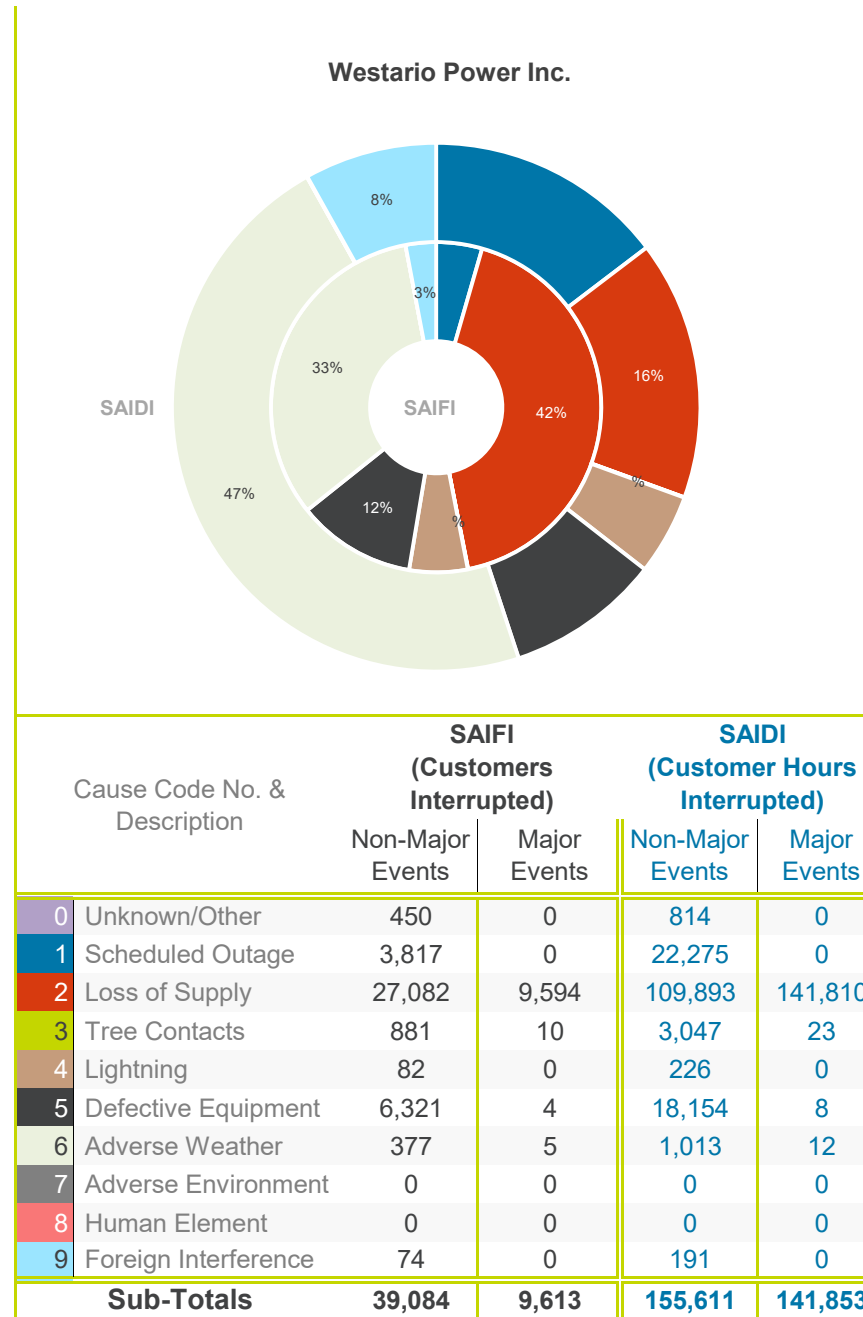 Westario Power Inc.
8%
3%
33%
16%
SAIDI
SAIFI
42%
%
47%
12%
%
Cause Code No. &
Description
SAIFI
(Customers
Interrupted)
SAIDI
(Customer Hours
Interrupted)
Non-Major
Events
Major
Events
Non-Major
Events
Major
Events
0 Unknown/Other 450 0 814 0
1 Scheduled Outage 3,817 0 22,275 0
2 Loss of Supply 27,082 9,594 109,893 141,810
3 Tree Contacts 881 10 3,047 23
4 Lightning 82 0 226 0
5 Defective Equipment 6,321 4 18,154 8
6 Adverse Weather 377 5 1,013 12
7 Adverse Environment 0 0 0 0
8 Human Element 0 0 0 0
9 Foreign Interference 74 0 191 0
Sub-Totals 39,084 9,613 155,611 141,853